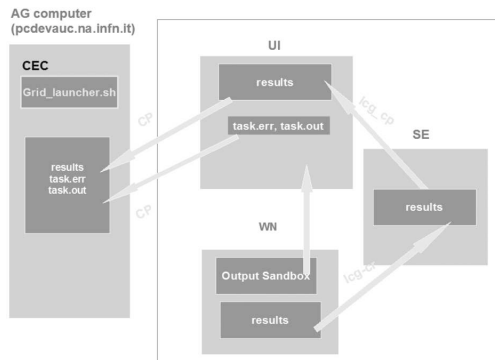 AG computer
(pcdevauc.na.infn.it)
CEC
Grid_launcher.sh
results
task.err
task.out
CP
CP
UI
results
task.err, task.out
lcg_cp
SE
results
WN
Output Sandbox
results
lcg-cr